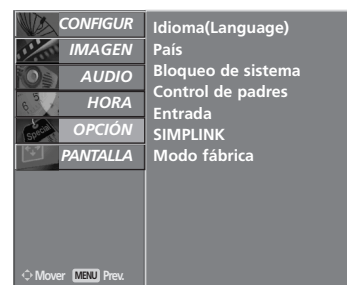 CONFIGUR
IMAGEN
AUDIO
HORA
OPCIÓN
PANTALLA
Idioma(Language)
País
Bloqueo de sistema
Control de padres
Entrada
SIMPLINK
Modo fábrica
Mover MENU Prev.